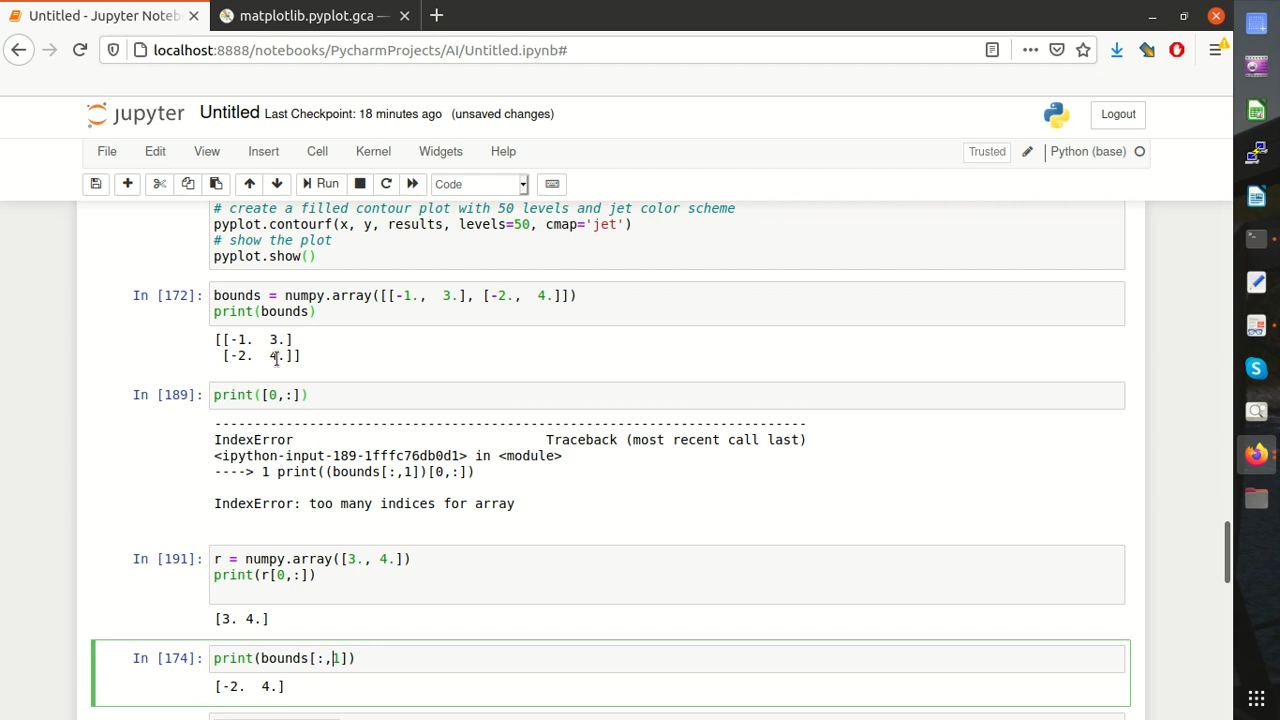 Untitled - Jupyter Noteb
matplotlib.pyplot.gca —
localhost:8888/notebooks/PycharmProjects/AI/Untitled.ipynb#
jupyter Untitled Last Checkpoint: 18 minutes ago (unsaved changes)
Logout
File Edit View Insert Cell Kernel Widgets Help
Trusted Python (base)
Run Code
# create a filled contour plot with 50 levels and jet color scheme
pyplot.contourf(x, y, results, levels=50, cmap='jet')
# show the plot
pyplot.show()
In [172]: bounds = numpy.array([[-1., 3.], [-2., 4.]])
print(bounds)
[[-1. 3.]
[-2. 4.]]
In [189]: print([0,:])
---------------------------------------------------------------------------
IndexError Traceback (most recent call last)
<ipython-input-189-1fffc76db0d1> in <module>
----> 1 print((bounds[:,1])[0,:])
IndexError: too many indices for array
In [191]: r = numpy.array([3., 4.])
print(r[0,:])
[3. 4.]
In [174]: print(bounds[:,1])
[-2. 4.]